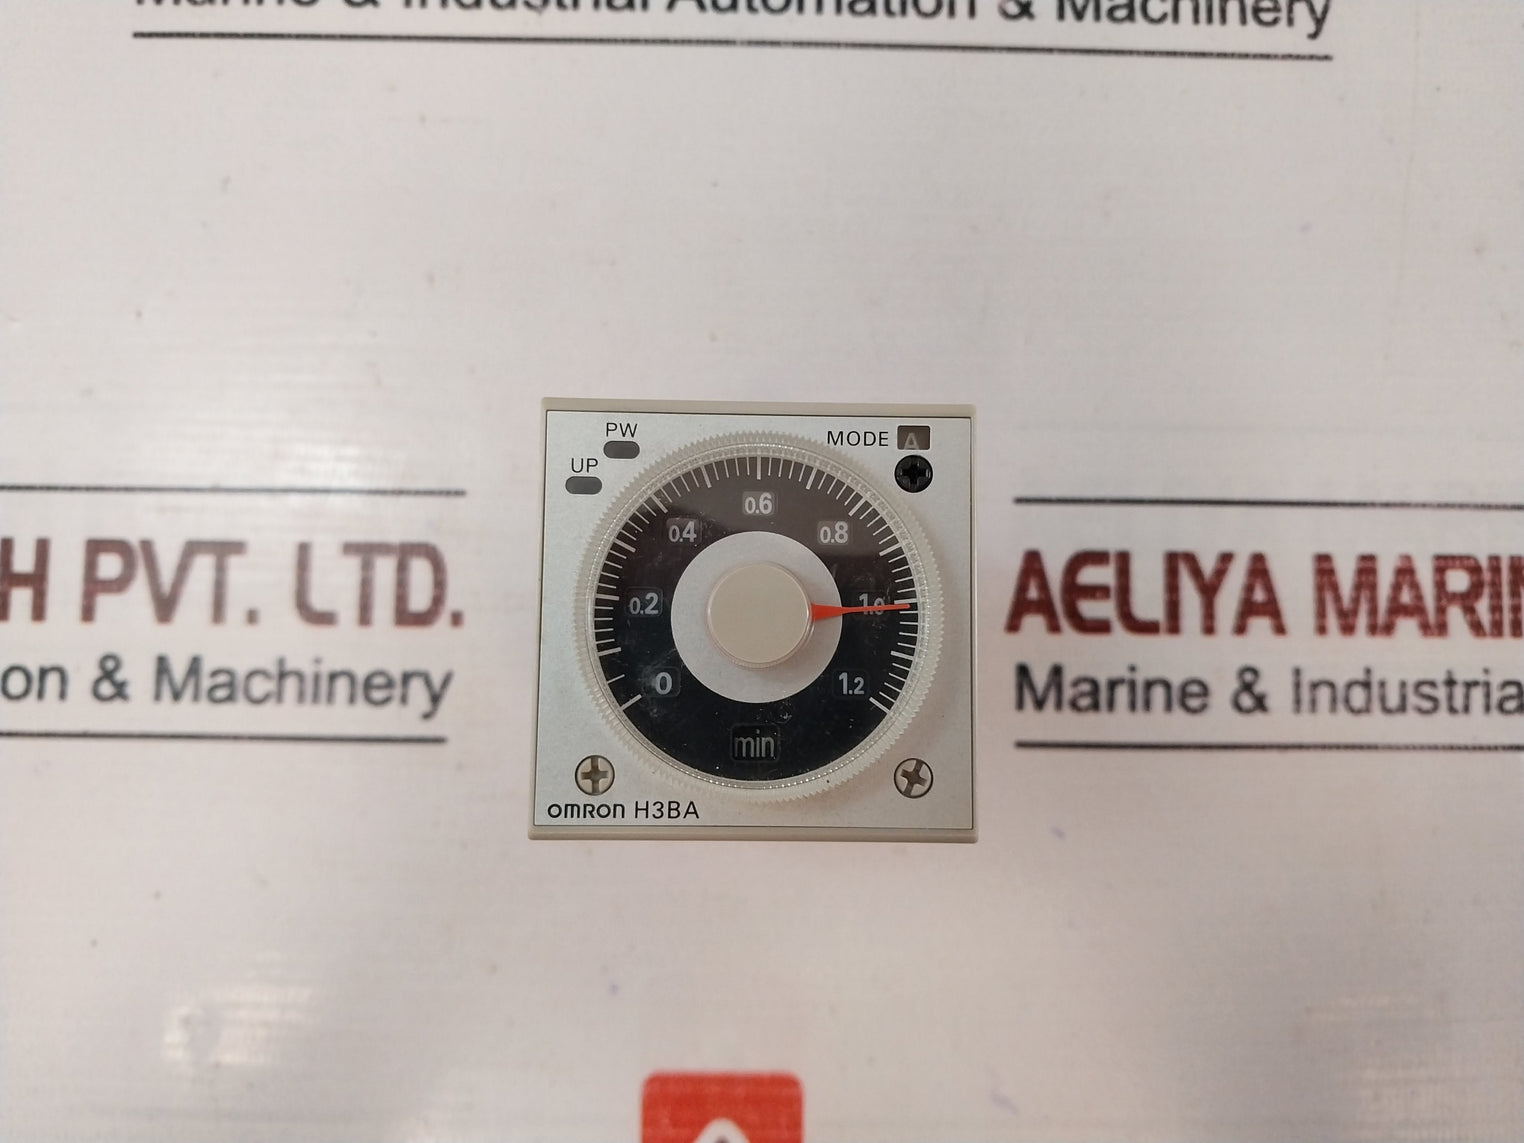 Marine & Industrial Automation & Machinery
H PVT. LTD.
on & Machinery
PW
UP
MODE A
0.6
0.4 0.8
0.2 1.0
0 1.2
min
omron H3BA
AELIYA MARIN
Marine & Industria